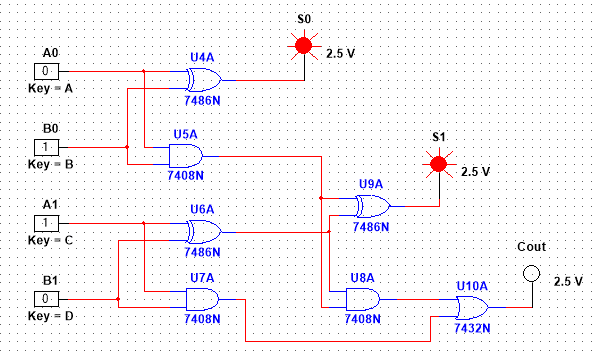 S0
2.5 V
A0
0
Key = A
U4A
7486N
B0
1
Key = B
U5A
7408N
S1
2.5 V
A1
1
Key = C
U6A
7486N
U9A
7486N
B1
0
Key = D
U7A
7408N
U8A
7408N
U10A
7432N
Cout
2.5 V